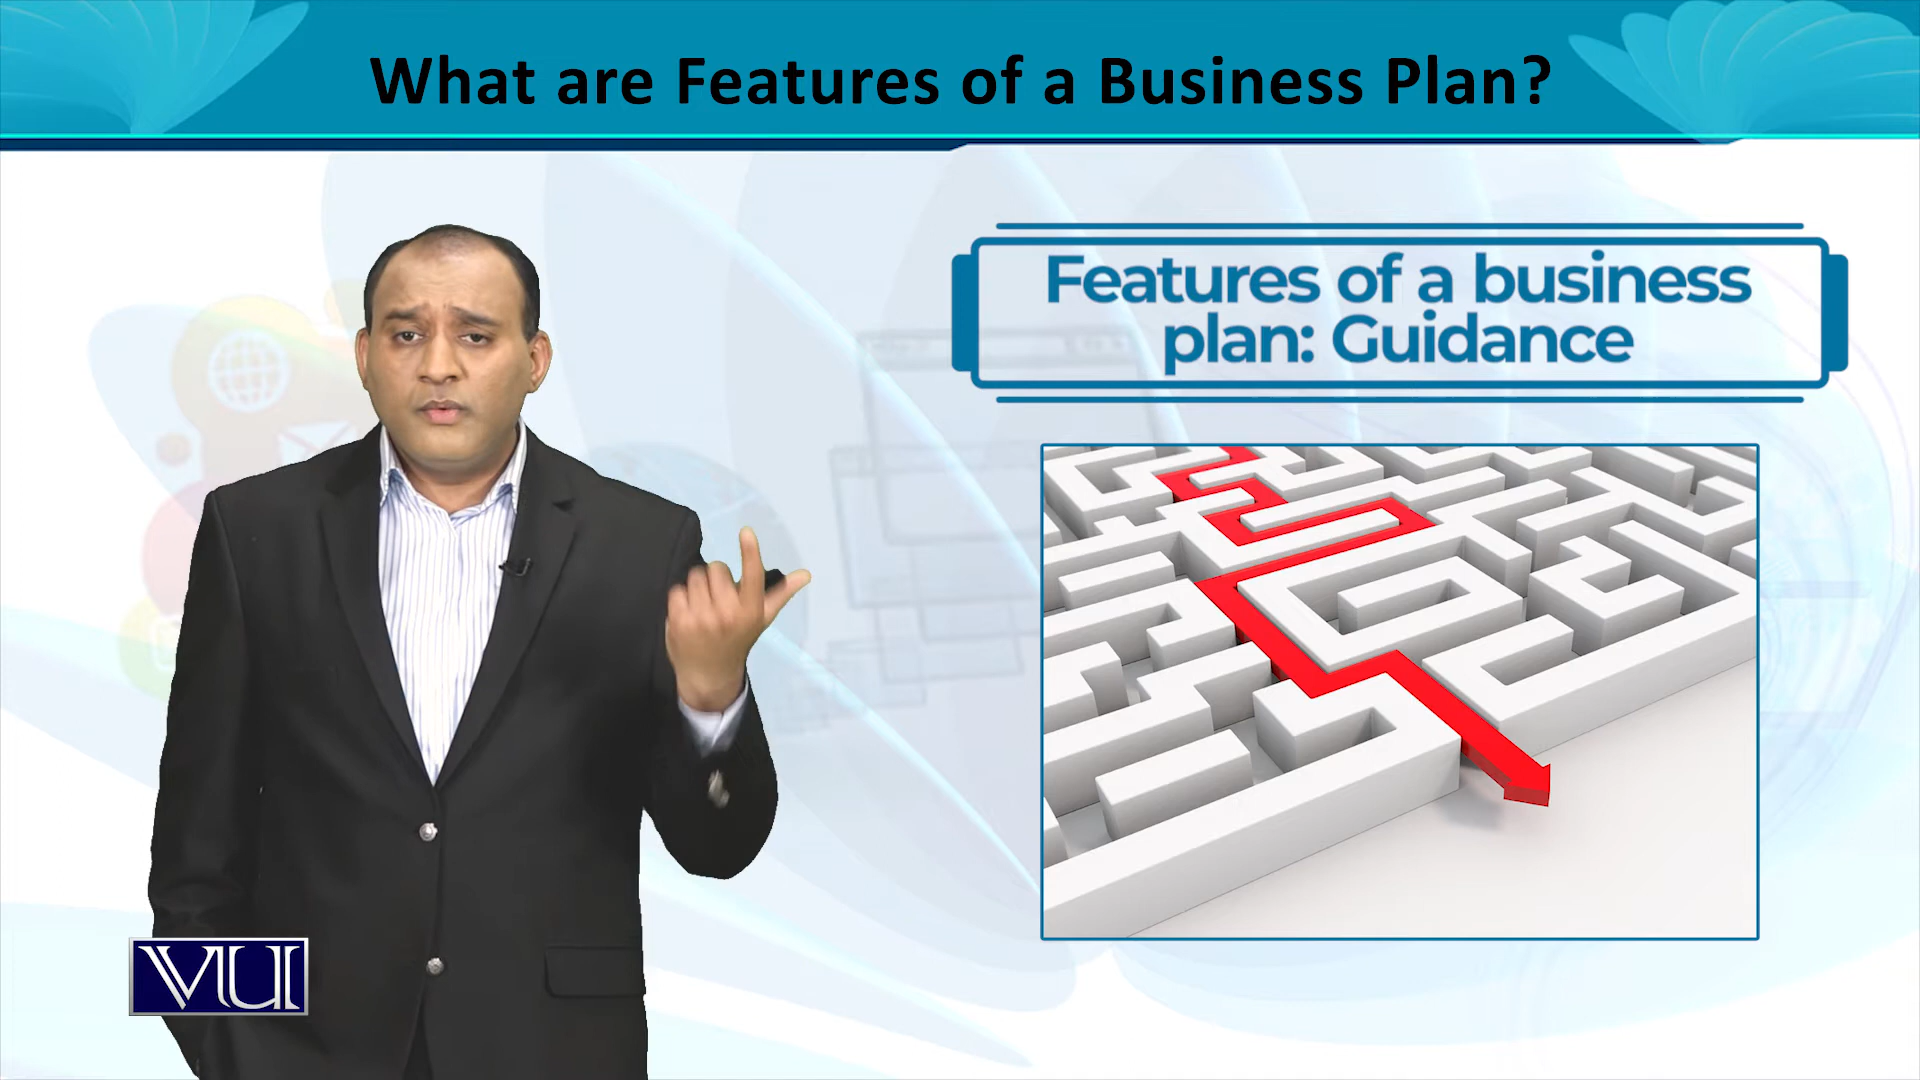 What are Features of a Business Plan?
Features of a business
plan: Guidance
VU